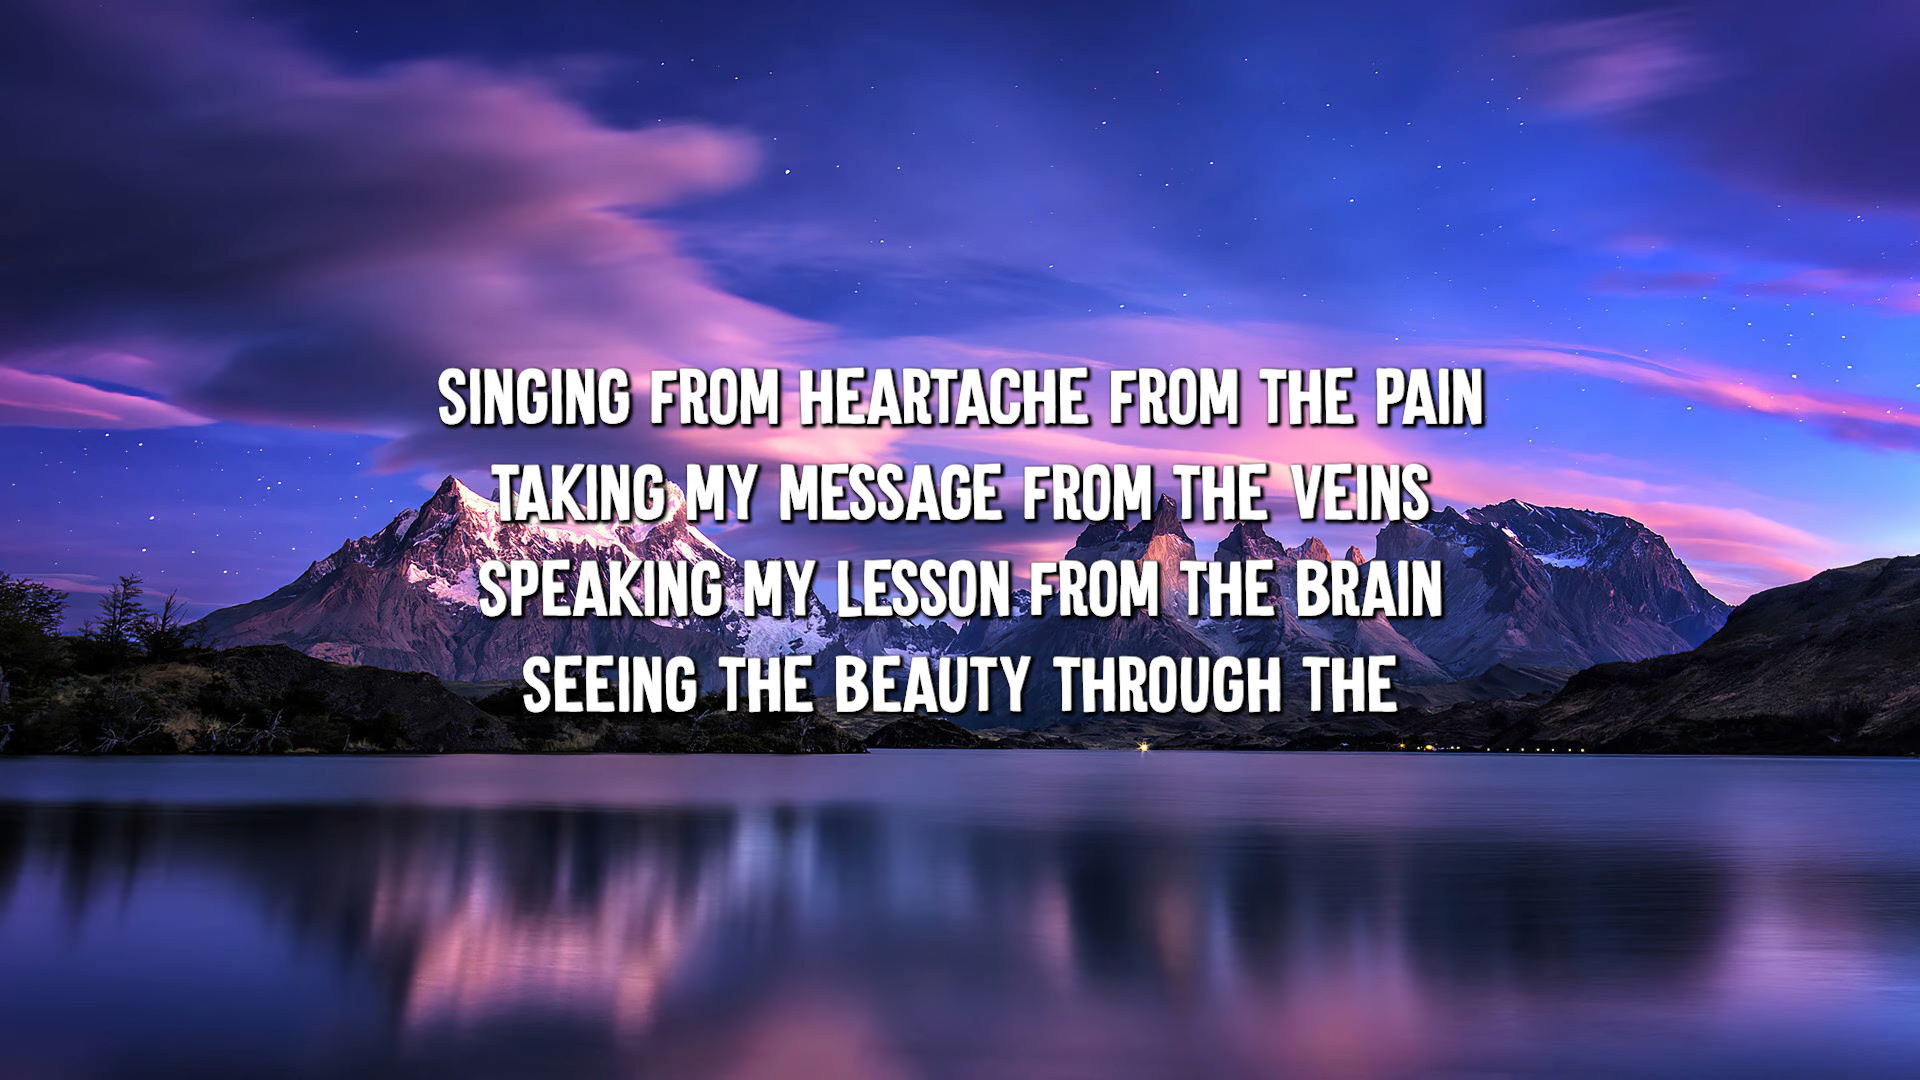 SINGING FROM HEARTACHE FROM THE PAIN
TAKING MY MESSAGE FROM THE VEINS
SPEAKING MY LESSON FROM THE BRAIN
SEEING THE BEAUTY THROUGH THE